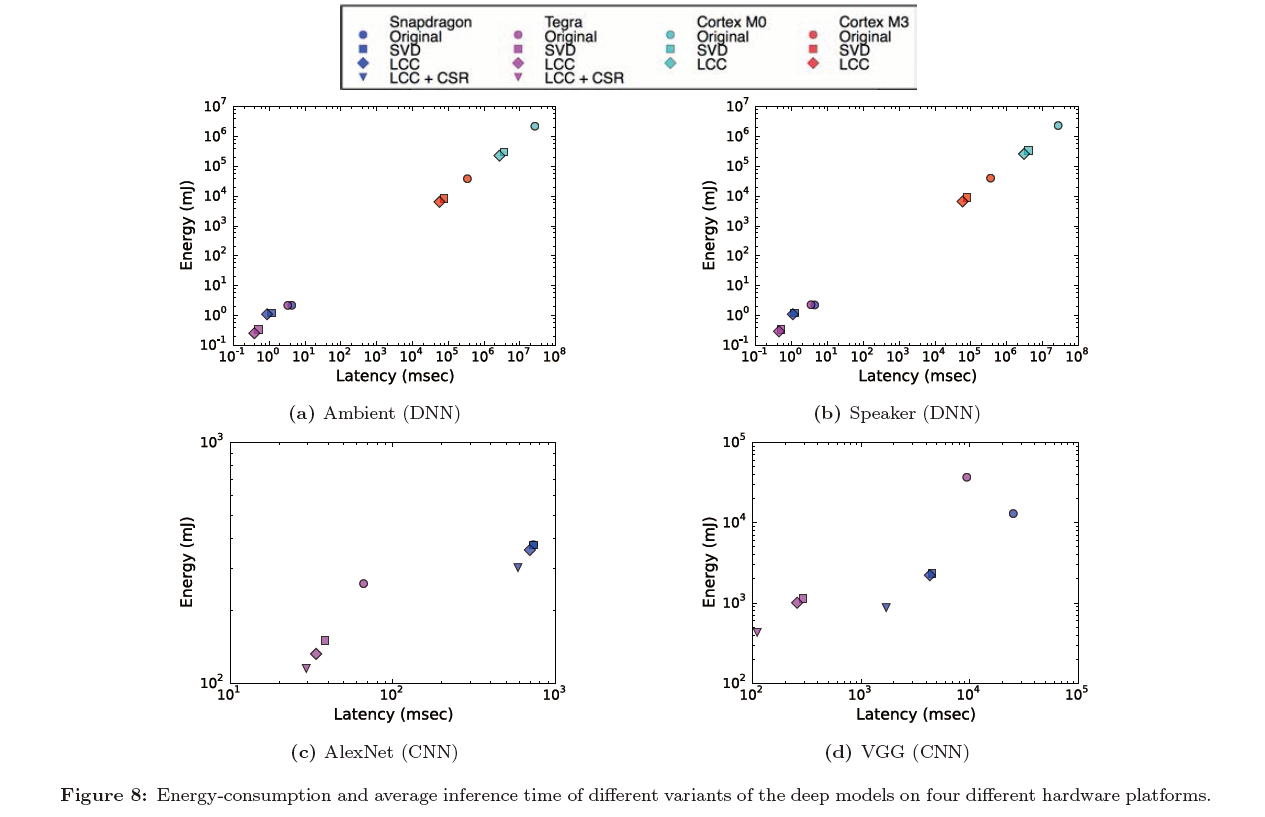 Snapdragon Tegra Cortex M0 Cortex M3
Original Original Original Original
SVD SVD SVD SVD
LCC LCC LCC LCC
LCC + CSR LCC + CSR
10^7
10^6
10^5
10^4
10^3
10^2
10^1
10^0
10^-1
Energy (mJ)
10^-1 10^0 10^1 10^2 10^3 10^4 10^5 10^6 10^7 10^8
Latency (msec)
(a) Ambient (DNN)
10^7
10^6
10^5
10^4
10^3
10^2
10^1
10^0
10^-1
Energy (mJ)
10^-1 10^0 10^1 10^2 10^3 10^4 10^5 10^6 10^7 10^8
Latency (msec)
(b) Speaker (DNN)
10^3
10^2
Energy (mJ)
10^1 10^2 10^3
Latency (msec)
(c) AlexNet (CNN)
10^5
10^4
10^3
10^2
Energy (mJ)
10^2 10^3 10^4 10^5
Latency (msec)
(d) VGG (CNN)
Figure 8: Energy-consumption and average inference time of different variants of the deep models on four different hardware platforms.